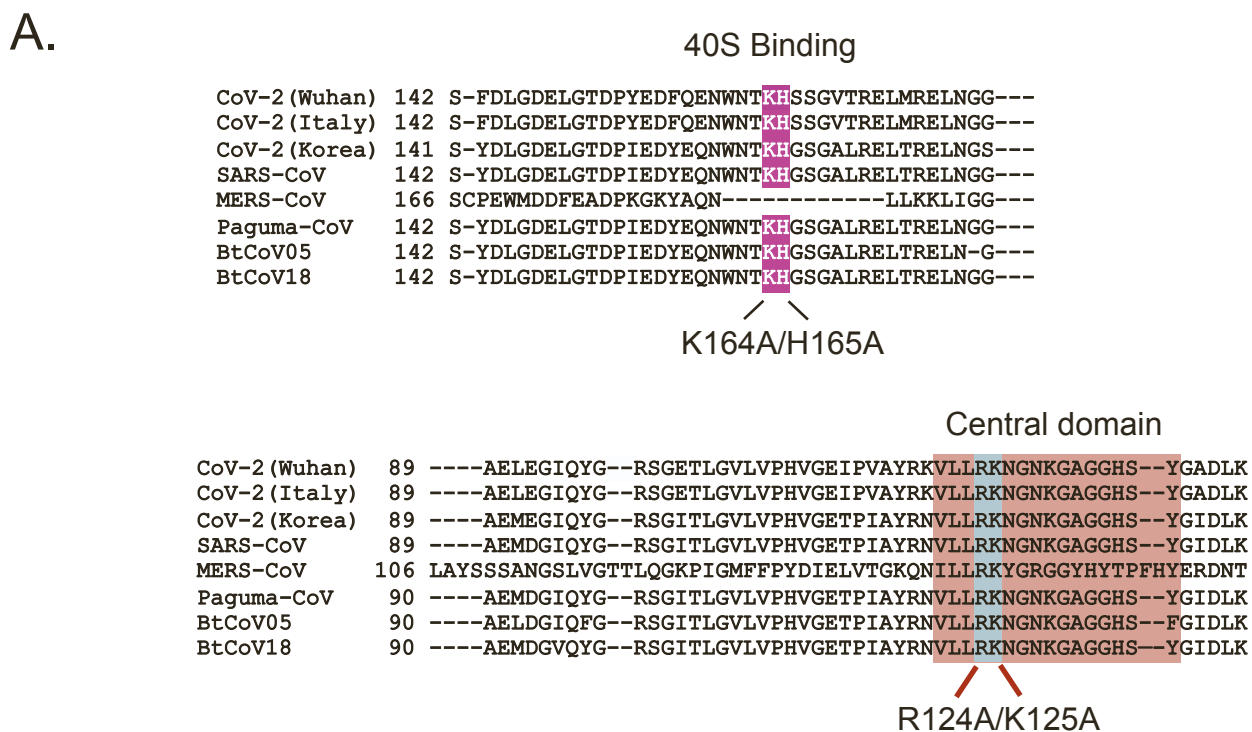 A.
40S Binding
CoV-2(Wuhan) 142 S-FDLGDELGTDPYEDFQENWNTKHSSGVTRELMRELNGG---
CoV-2(Italy) 142 S-FDLGDELGTDPYEDFQENWNTKHSSGVTRELMRELNGG---
CoV-2(Korea) 141 S-YDLGDELGTDPIEDYEQNWNTKHGSGALRELTRELNGS---
SARS-CoV 142 S-YDLGDELGTDPIEDYEQNWNTKHGSGALRELTRELNGG---
MERS-CoV 166 SCPEWMDDFEADPKGKYAQN------------LLKKLIGG---
Paguma-CoV 142 S-YDLGDELGTDPIEDYEQNWNTKHGSGALRELTRELNGG---
BtCoV05 142 S-YDLGDELGTDPIEDYEQNWNTKHGSGALRELTRELN-G---
BtCoV18 142 S-YDLGDELGTDPIEDYEQNWNTKHGSGALRELTRELNGG---
K164A/H165A
Central domain
CoV-2(Wuhan) 89 ----AELEGIQYG--RSGETLGVLVPHVGEIPVAYRKVLLRKNGNKGAGGHS--YGADLK
CoV-2(Italy) 89 ----AELEGIQYG--RSGETLGVLVPHVGEIPVAYRKVLLRKNGNKGAGGHS--YGADLK
CoV-2(Korea) 89 ----AEMEGIQYG--RSGITLGVLVPHVGETPIAYRNVLLRKNGNKGAGGHS--YGIDLK
SARS-CoV 89 ----AEMDGIQYG--RSGITLGVLVPHVGETPIAYRNVLLRKNGNKGAGGHS--YGIDLK
MERS-CoV 106 LAYSSSANGSLVGTTLQGKPIGMFFPYDIELVTGKQNILLRKYGRGGYHYTPFHYERDNT
Paguma-CoV 90 ----AEMDGIQYG--RSGITLGVLVPHVGETPIAYRNVLLRKNGNKGAGGHS--YGIDLK
BtCoV05 90 ----AELDGIQFG--RSGITLGVLVPHVGETPIAYRNVLLRKNGNKGAGGHS--FGIDLK
BtCoV18 90 ----AEMDGVQYG--RSGITLGVLVPHVGETPIAYRNVLLRKNGNKGAGGHS--YGIDLK
R124A/K125A